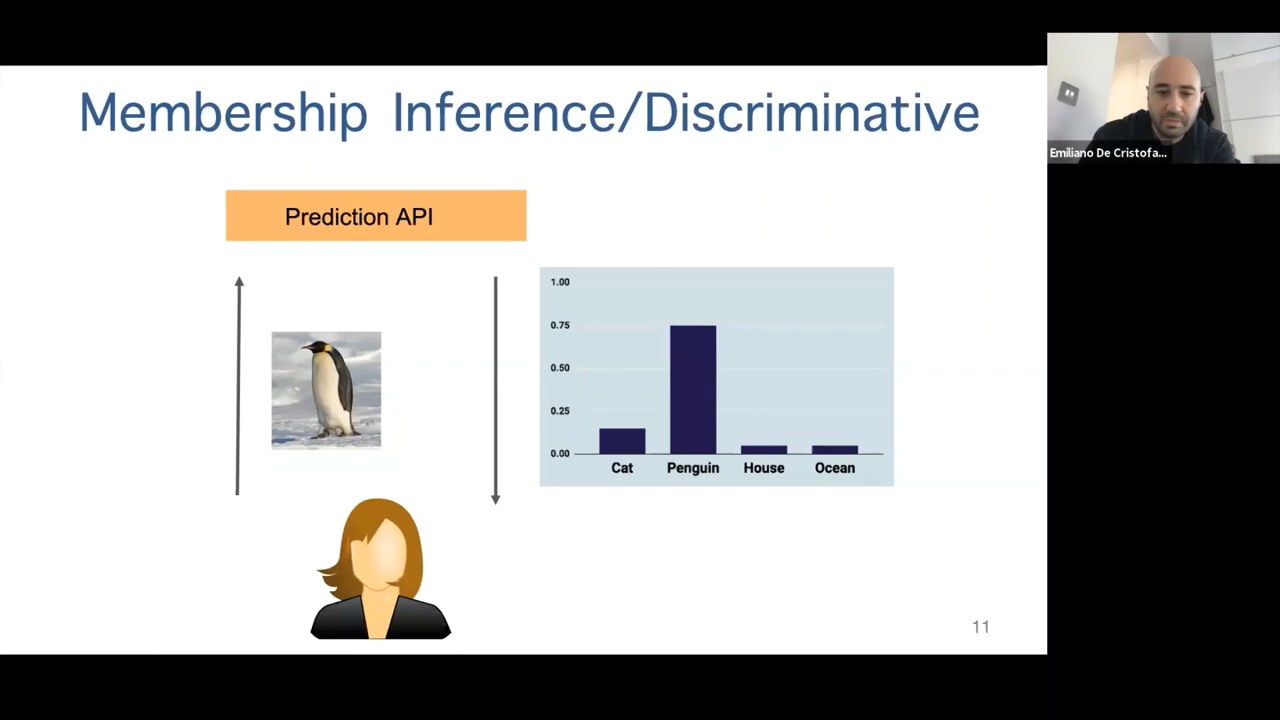 Membership Inference/Discriminative
Emiliano De Cristofa...
Prediction API
1.00
0.75
0.50
0.25
0.00
Cat Penguin House Ocean
11